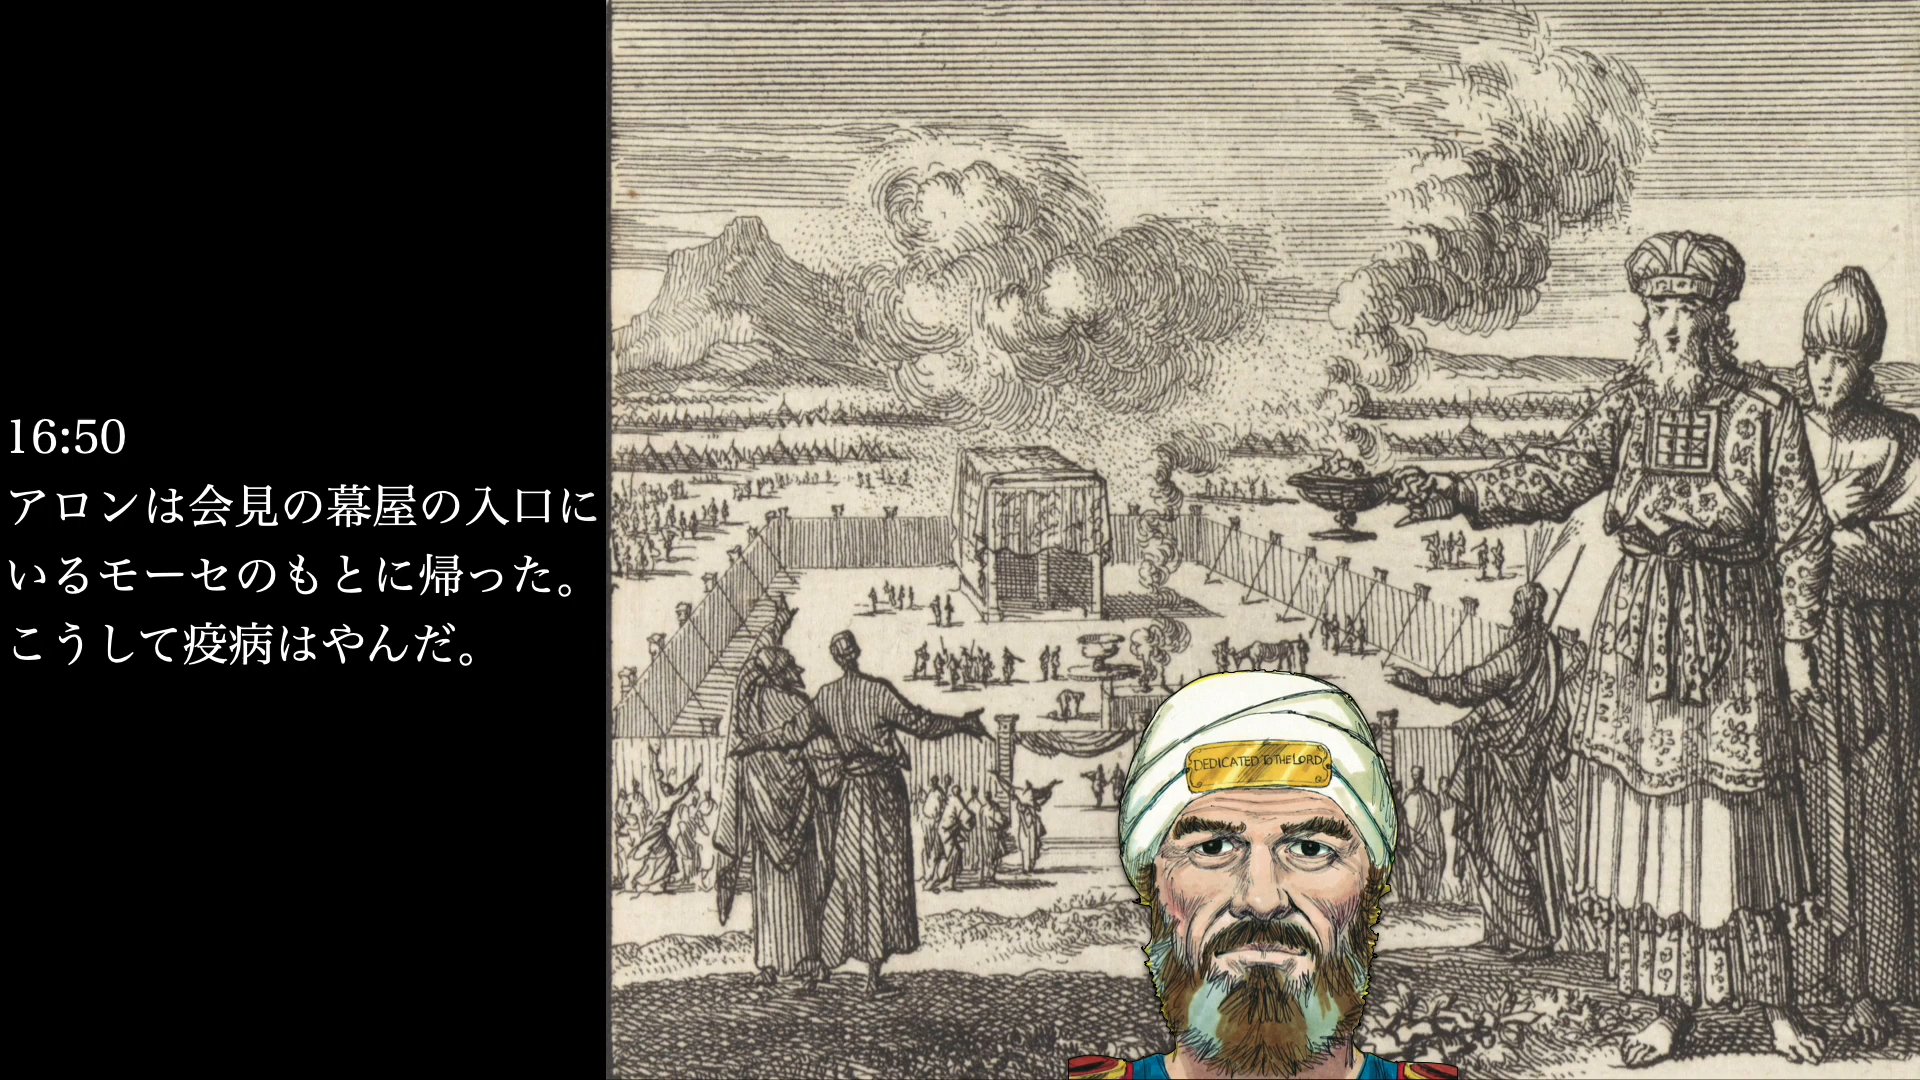 16:50
アロンは会見の幕屋の入口に
いるモーセのもとに帰った。
こうして疫病はやんだ。
DEDICATED TO THE LORD